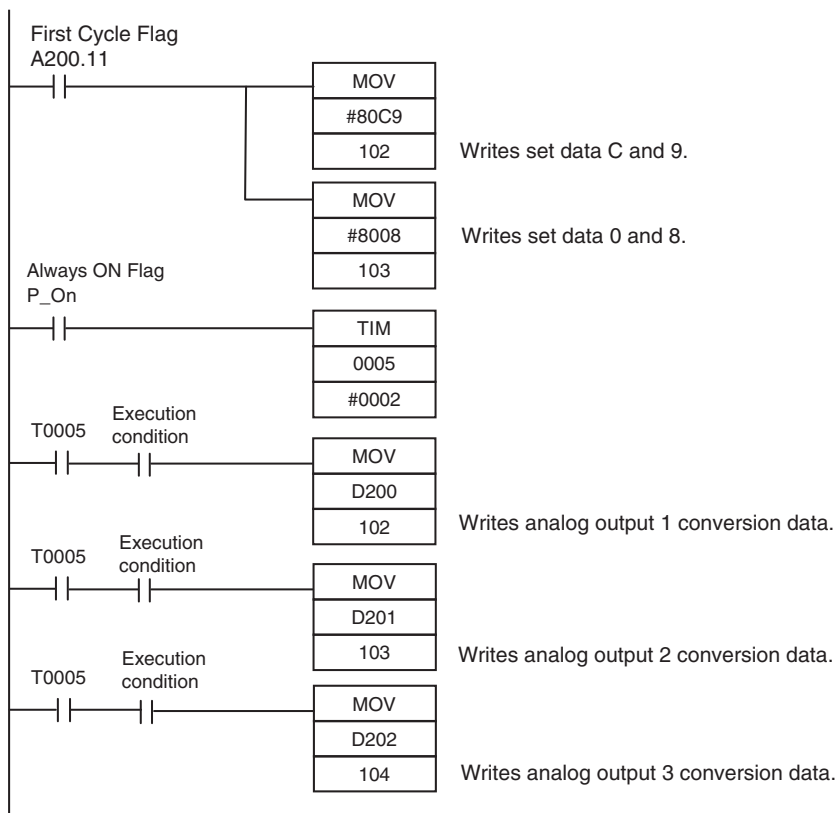 First Cycle Flag
A200.11
MOV
#80C9
102
Writes set data C and 9.
MOV
#8008
103
Writes set data 0 and 8.
Always ON Flag
P_On
TIM
0005
#0002
T0005
Execution
condition
MOV
D200
102
Writes analog output 1 conversion data.
T0005
Execution
condition
MOV
D201
103
Writes analog output 2 conversion data.
T0005
Execution
condition
MOV
D202
104
Writes analog output 3 conversion data.